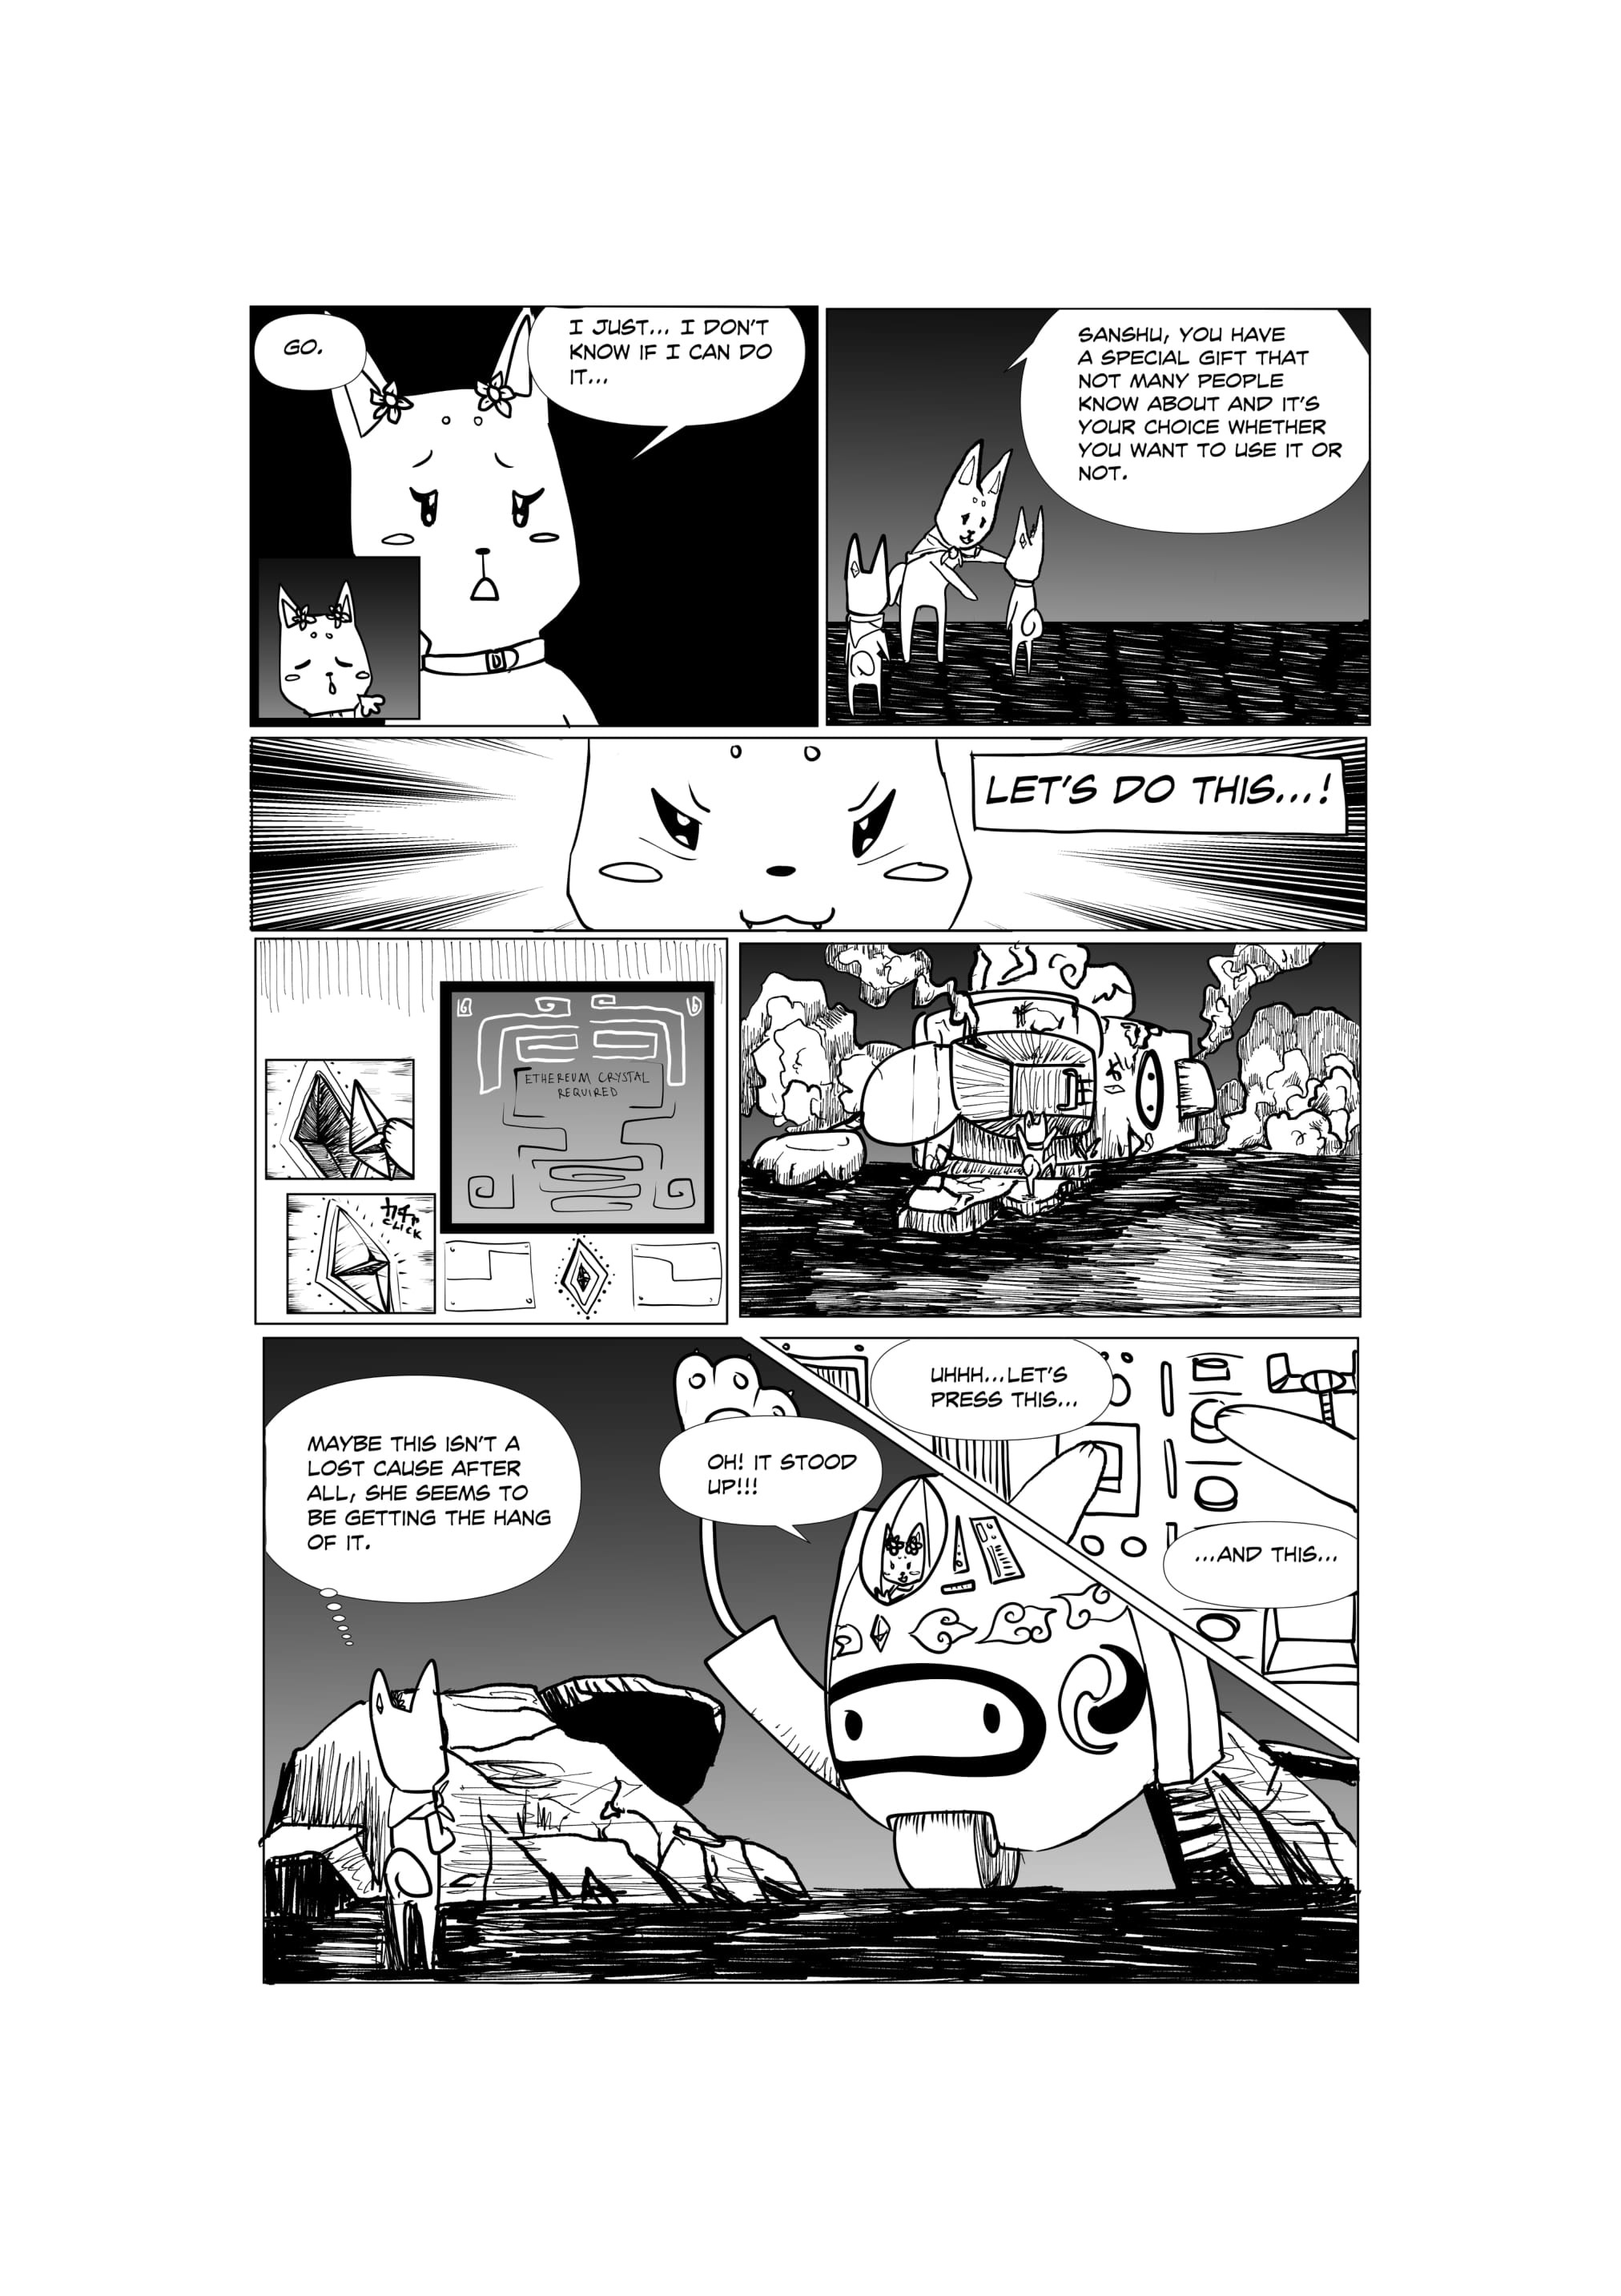 SANSHU, YOU HAVE
A SPECIAL GIFT THAT
NOT MANY PEOPLE
KNOW ABOUT AND IT'S
YOUR CHOICE WHETHER
YOU WANT TO USE IT OR
NOT.
I JUST... I DON'T
KNOW IF I CAN DO
IT...
GO.
LET'S DO THIS...!
ETHEREUM CRYSTAL
REQUIRED
カチャ
CLICK
UHHH...LET'S
PRESS THIS...
...AND THIS...
OH! IT STOOD
UP!!!
MAYBE THIS ISN'T A
LOST CAUSE AFTER
ALL, SHE SEEMS TO
BE GETTING THE HANG
OF IT.